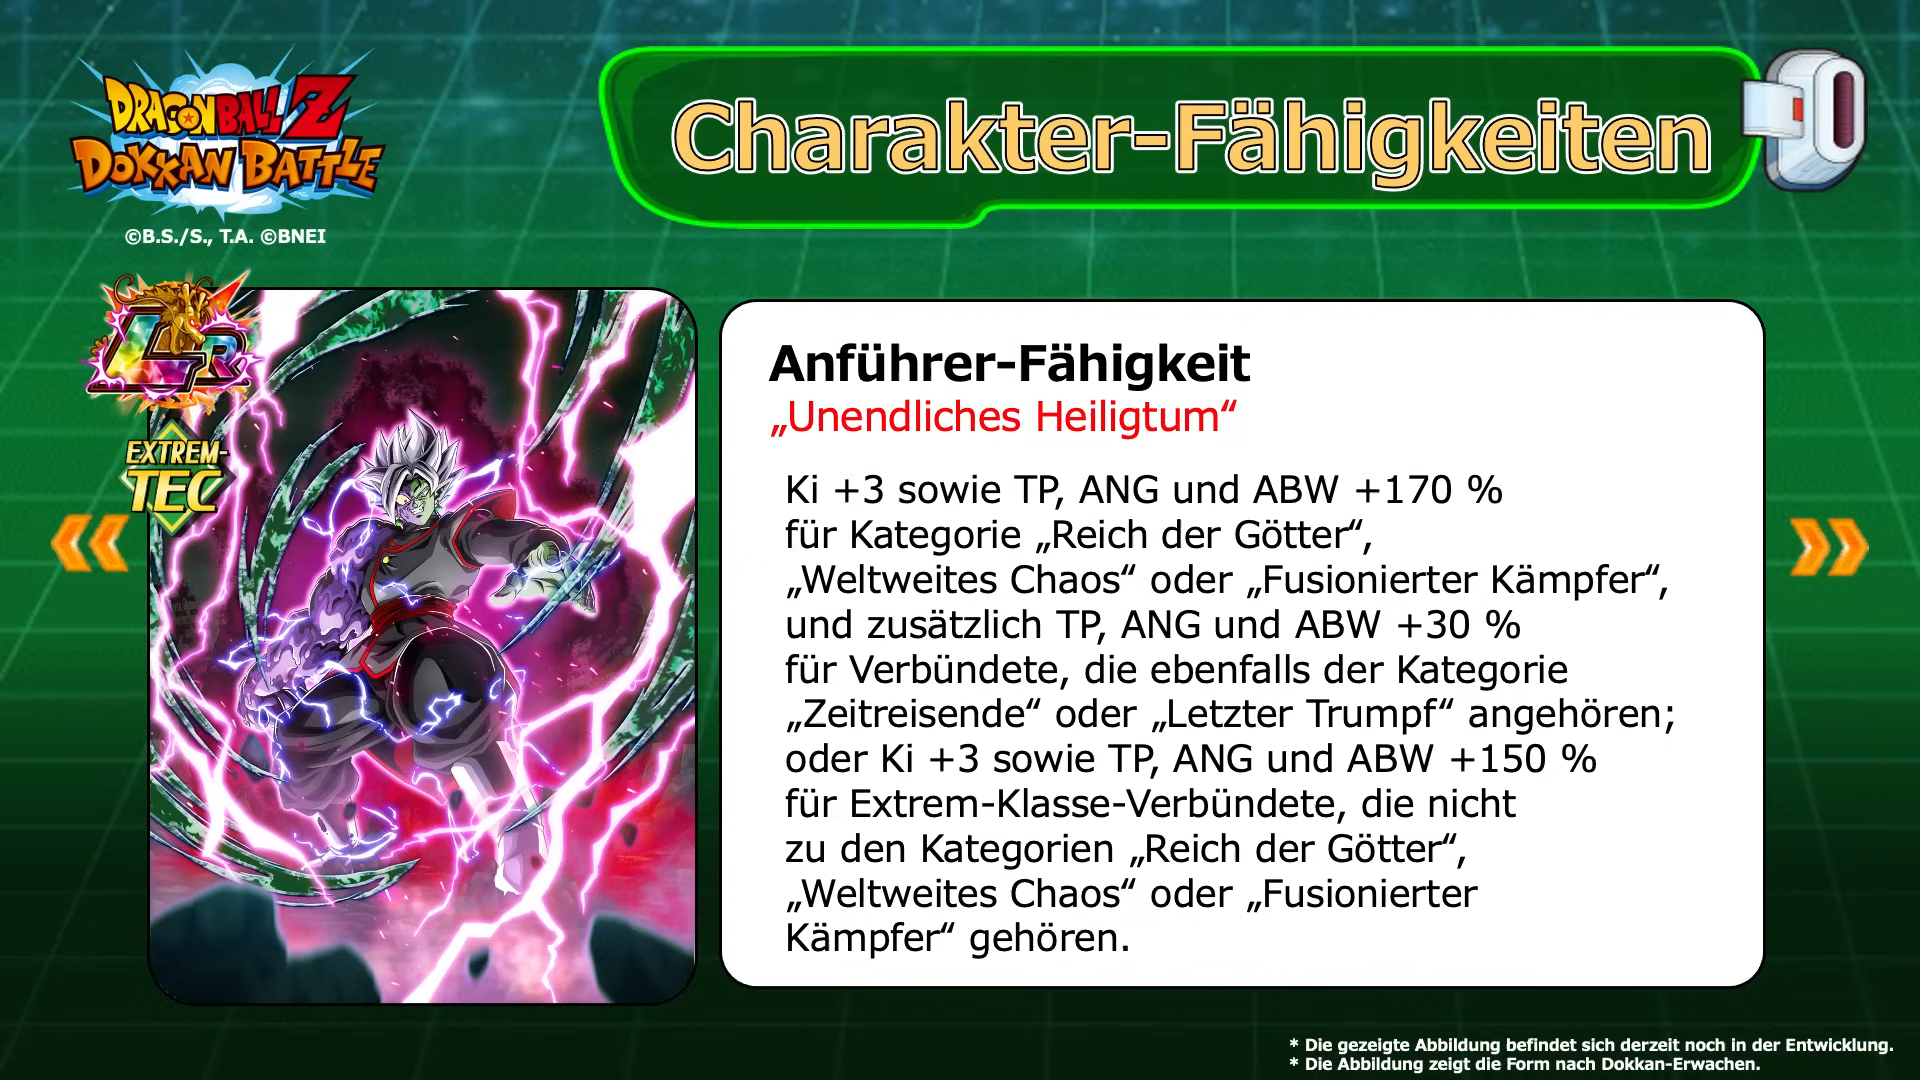 DRAGONBALL Z
DOKKAN BATTLE
©B.S./S., T.A. ©BNEI
Charakter-Fähigkeiten
LR
EXTREM-
TEC
Anführer-Fähigkeit
„Unendliches Heiligtum“
Ki +3 sowie TP, ANG und ABW +170 %
für Kategorie „Reich der Götter“,
„Weltweites Chaos“ oder „Fusionierter Kämpfer“,
und zusätzlich TP, ANG und ABW +30 %
für Verbündete, die ebenfalls der Kategorie
„Zeitreisende“ oder „Letzter Trumpf“ angehören;
oder Ki +3 sowie TP, ANG und ABW +150 %
für Extrem-Klasse-Verbündete, die nicht
zu den Kategorien „Reich der Götter“,
„Weltweites Chaos“ oder „Fusionierter
Kämpfer“ gehören.
* Die gezeigte Abbildung befindet sich derzeit noch in der Entwicklung.
* Die Abbildung zeigt die Form nach Dokkan-Erwachen.